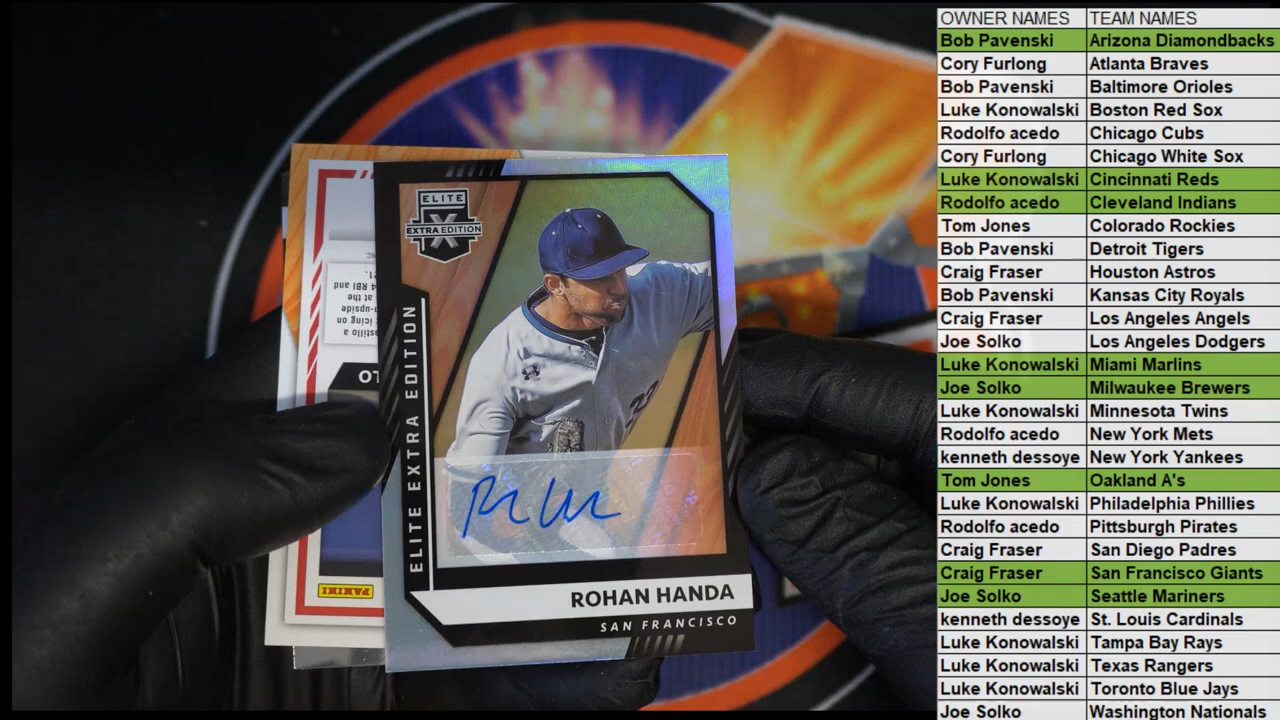 ELITE
X
EXTRA EDITION
ELITE EXTRA EDITION
ROHAN HANDA
SAN FRANCISCO
PANINI
OWNER NAMES TEAM NAMES
Bob Pavenski Arizona Diamondbacks
Cory Furlong Atlanta Braves
Bob Pavenski Baltimore Orioles
Luke Konowalski Boston Red Sox
Rodolfo acedo Chicago Cubs
Cory Furlong Chicago White Sox
Luke Konowalski Cincinnati Reds
Rodolfo acedo Cleveland Indians
Tom Jones Colorado Rockies
Bob Pavenski Detroit Tigers
Craig Fraser Houston Astros
Bob Pavenski Kansas City Royals
Craig Fraser Los Angeles Angels
Joe Solko Los Angeles Dodgers
Luke Konowalski Miami Marlins
Joe Solko Milwaukee Brewers
Luke Konowalski Minnesota Twins
Rodolfo acedo New York Mets
kenneth dessoye New York Yankees
Tom Jones Oakland A's
Luke Konowalski Philadelphia Phillies
Rodolfo acedo Pittsburgh Pirates
Craig Fraser San Diego Padres
Craig Fraser San Francisco Giants
Joe Solko Seattle Mariners
kenneth dessoye St. Louis Cardinals
Luke Konowalski Tampa Bay Rays
Luke Konowalski Texas Rangers
Luke Konowalski Toronto Blue Jays
Joe Solko Washington Nationals